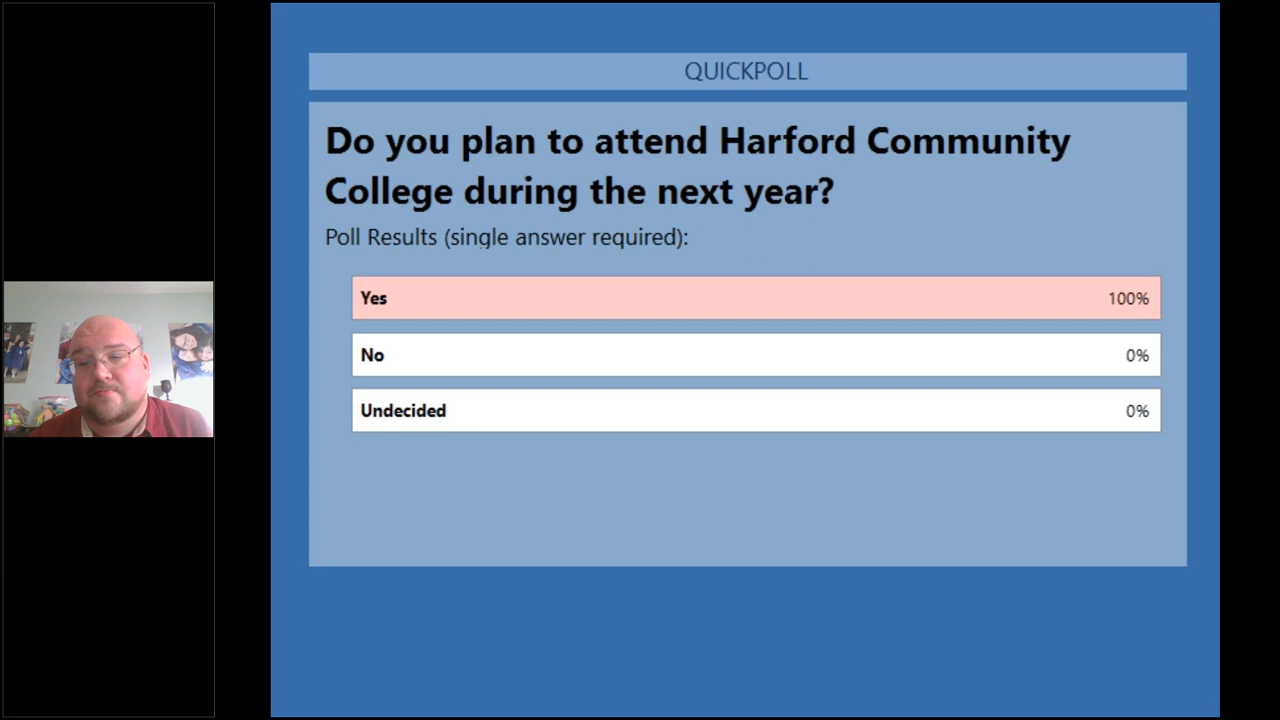 QUICKPOLL
Do you plan to attend Harford Community
College during the next year?
Poll Results (single answer required):
Yes 100%
No 0%
Undecided 0%